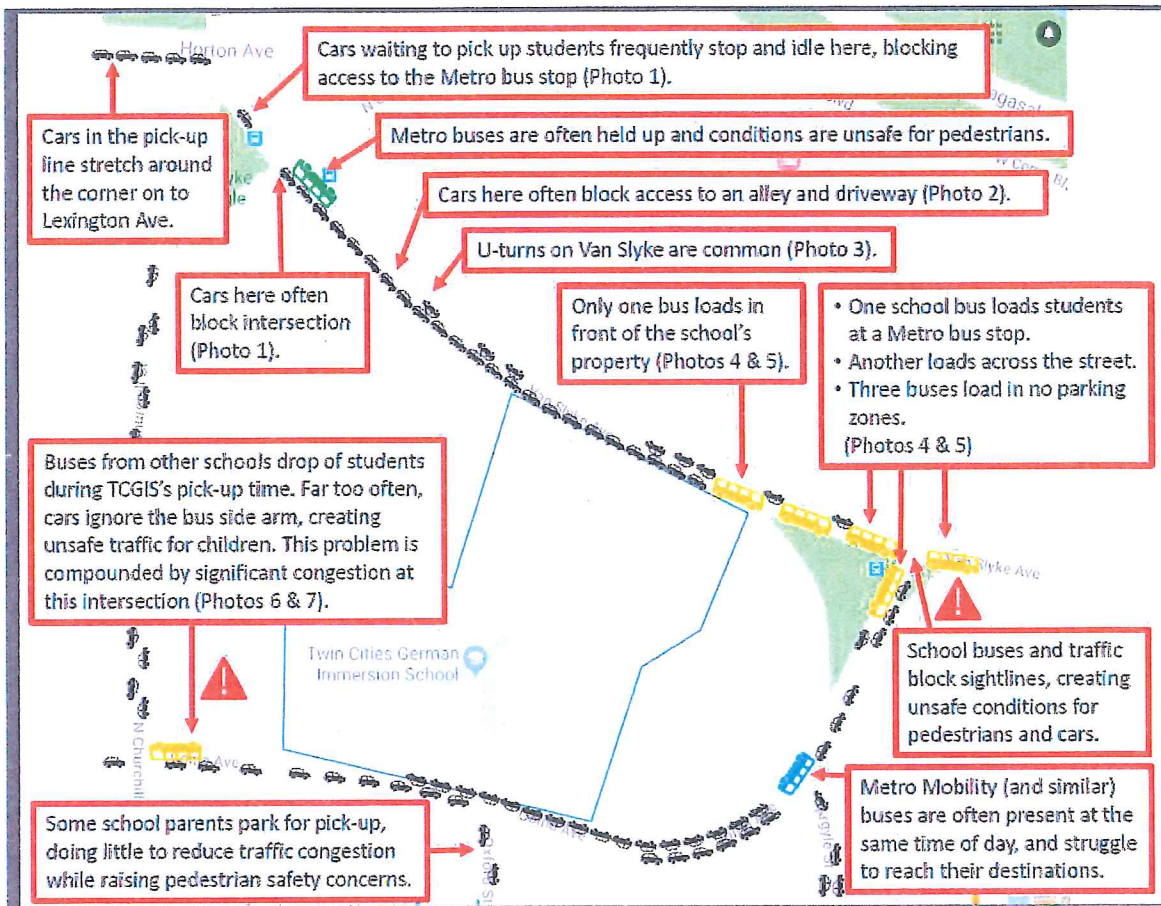 Horton Ave
Cars waiting to pick up students frequently stop and idle here, blocking
access to the Metro bus stop (Photo 1).
Cars in the pick-up
line stretch around
the corner on to
Lexington Ave.
Metro buses are often held up and conditions are unsafe for pedestrians.
Cars here often block access to an alley and driveway (Photo 2).
U-turns on Van Slyke are common (Photo 3).
Cars here often
block intersection
(Photo 1).
Only one bus loads in
front of the school's
property (Photos 4 & 5).
• One school bus loads students
at a Metro bus stop.
• Another loads across the street.
• Three buses load in no parking
zones.
(Photos 4 & 5)
Van Slyke Ave
Buses from other schools drop of students
during TCGIS's pick-up time. Far too often,
cars ignore the bus side arm, creating
unsafe traffic for children. This problem is
compounded by significant congestion at
this intersection (Photos 6 & 7).
Slyke Ave
Twin Cities German
Immersion School
School buses and traffic
block sightlines, creating
unsafe conditions for
pedestrians and cars.
N Churchill
Ave
Metro Mobility (and similar)
buses are often present at the
same time of day, and struggle
to reach their destinations.
Some school parents park for pick-up,
doing little to reduce traffic congestion
while raising pedestrian safety concerns.